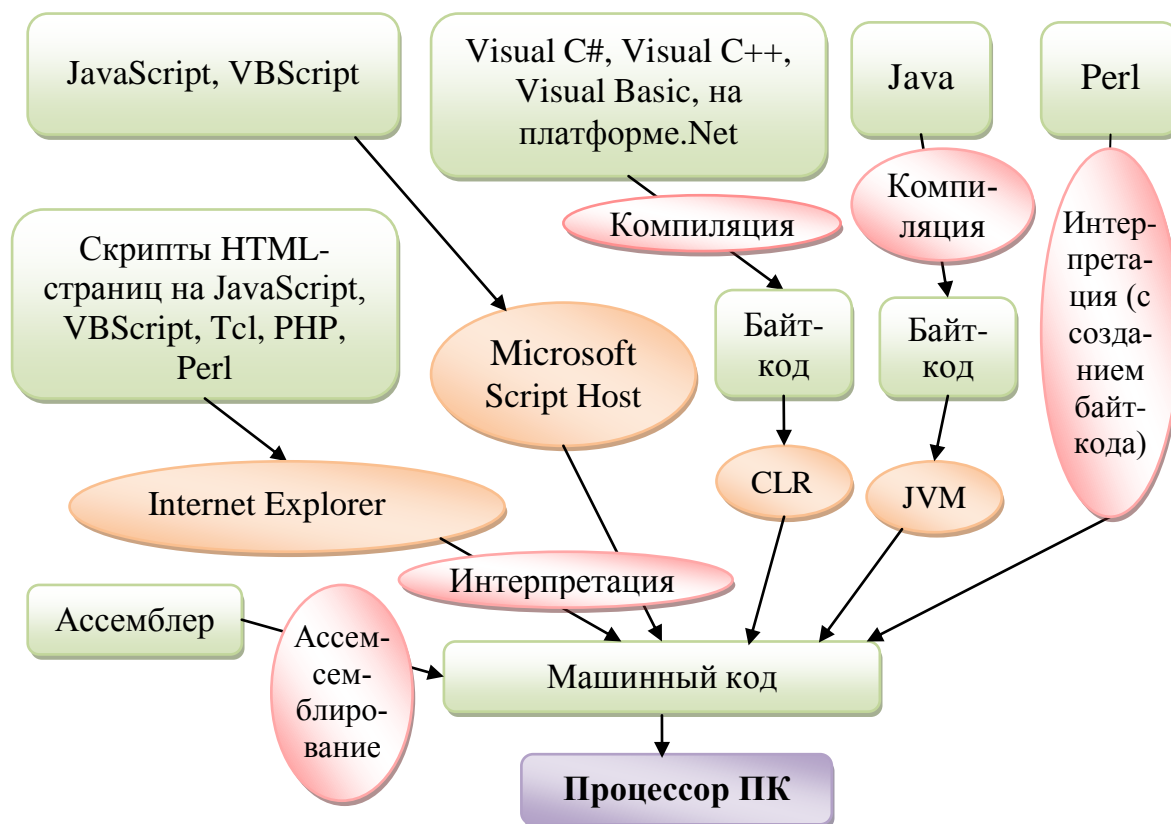 JavaScript, VBScript
Visual C#, Visual C++,
Visual Basic, на
платформе.Net
Java
Perl
Компиляция
Компи-
ляция
Интер-
прета-
ция (с
созда-
нием
байт-
кода)
Скрипты HTML-
страниц на JavaScript,
VBScript, Tcl, PHP,
Perl
Microsoft
Script Host
Байт-
код
Байт-
код
Internet Explorer
CLR
JVM
Интерпретация
Ассемблер
Ассем-
сем-
блиро-
вание
Машинный код
Процессор ПК